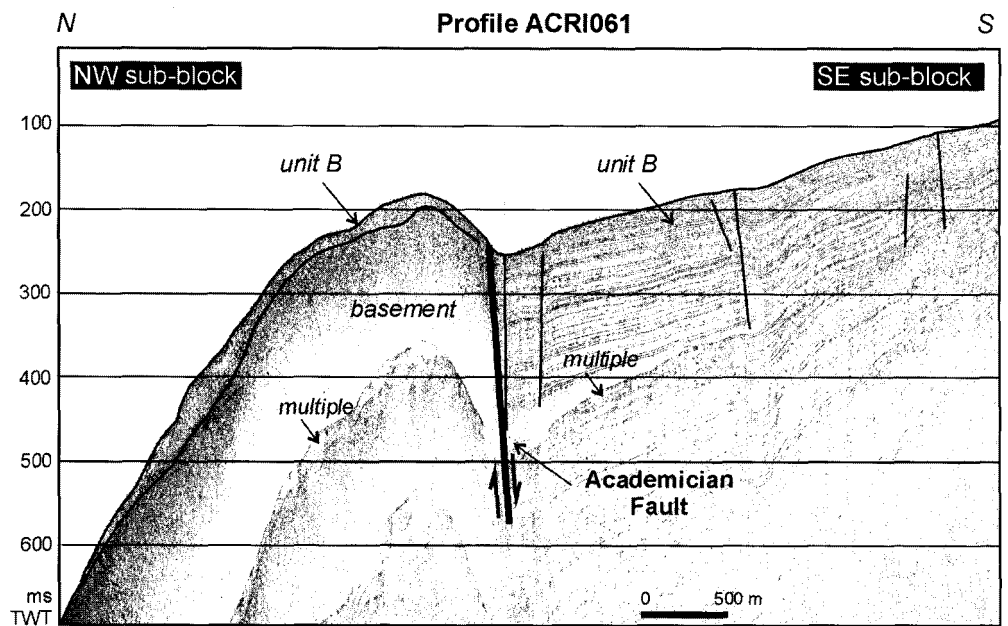 N Profile ACRI061 S
NW sub-block SE sub-block
100
unit B unit B
200
300
basement
multiple
400
multiple
500
Academician
Fault
600
ms
TWT
0 500 m